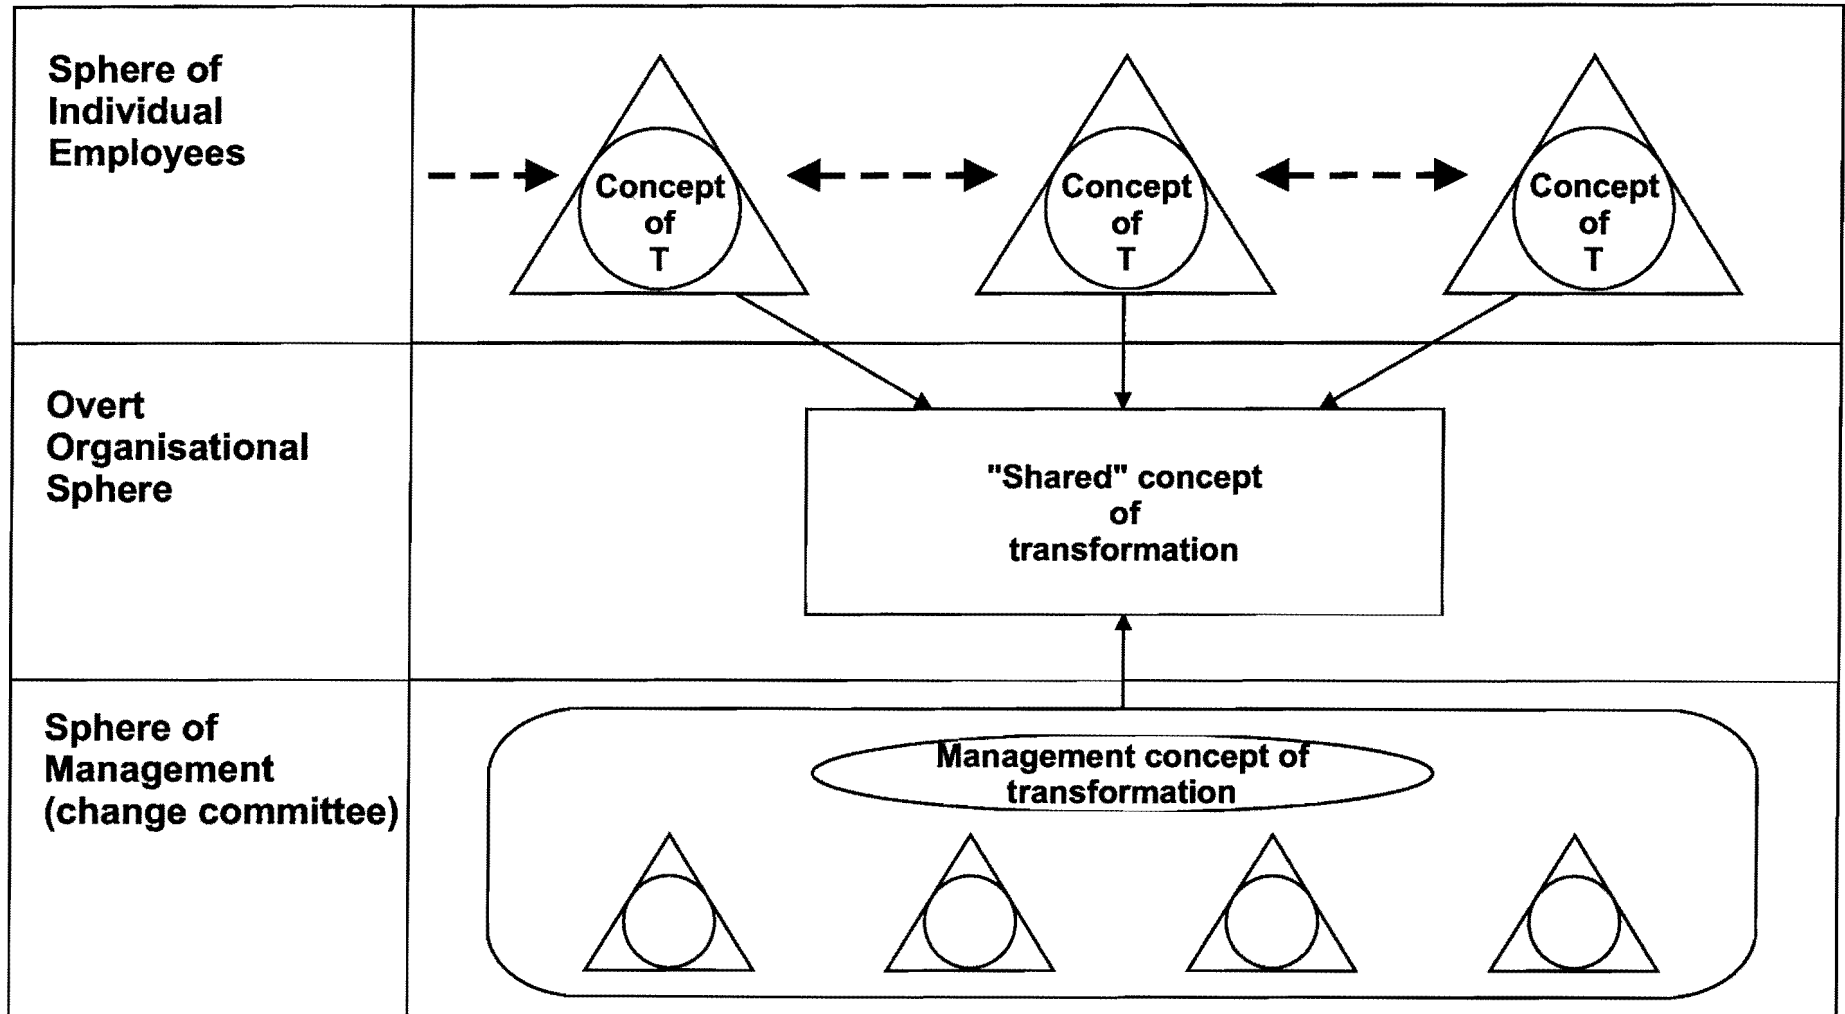 Sphere of
Individual
Employees
Concept
of
T
Concept
of
T
Concept
of
T
Overt
Organisational
Sphere
"Shared" concept
of
transformation
Sphere of
Management
(change committee)
Management concept of
transformation